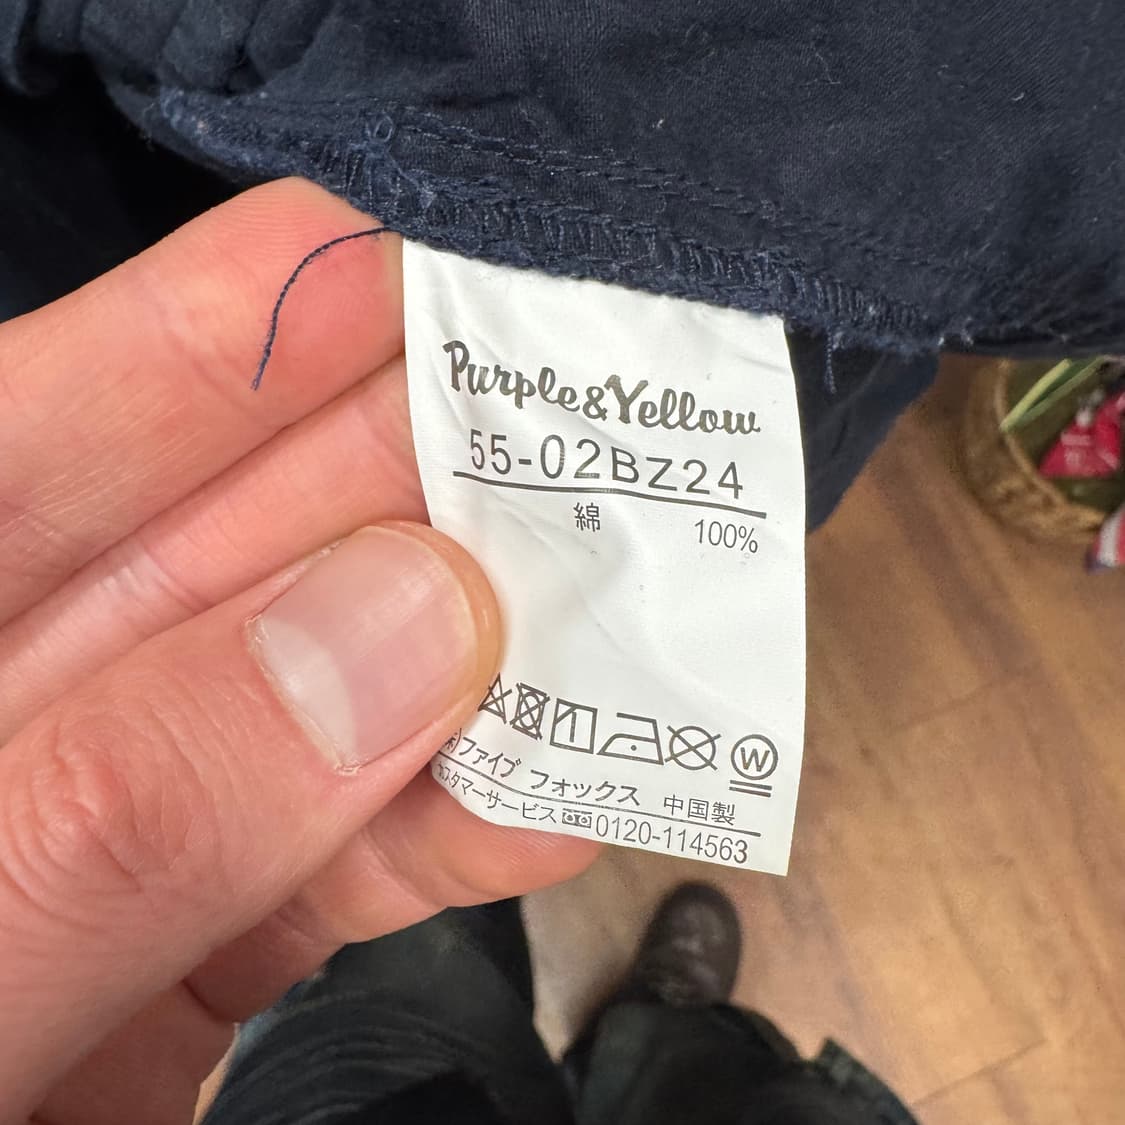 Purple&Yellow
55-02BZ24
綿 100%
W
㈱ファイブ フォックス 中国製
カスタマーサービス 0120-114563